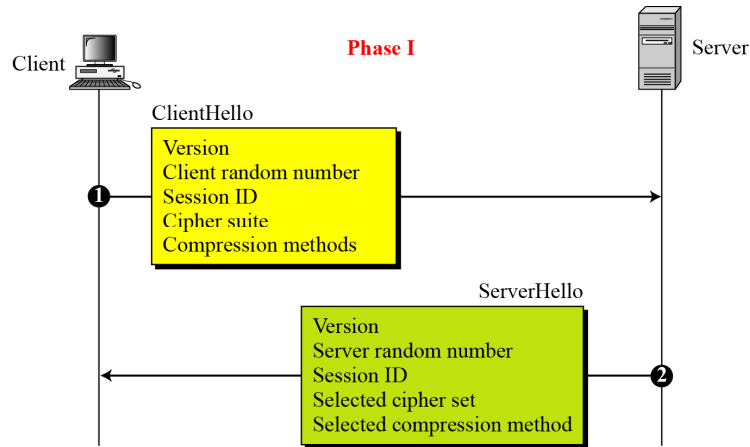 Phase I
Client
Server
ClientHello
Version
Client random number
Session ID
Cipher suite
Compression methods
1
ServerHello
Version
Server random number
Session ID
Selected cipher set
Selected compression method
2